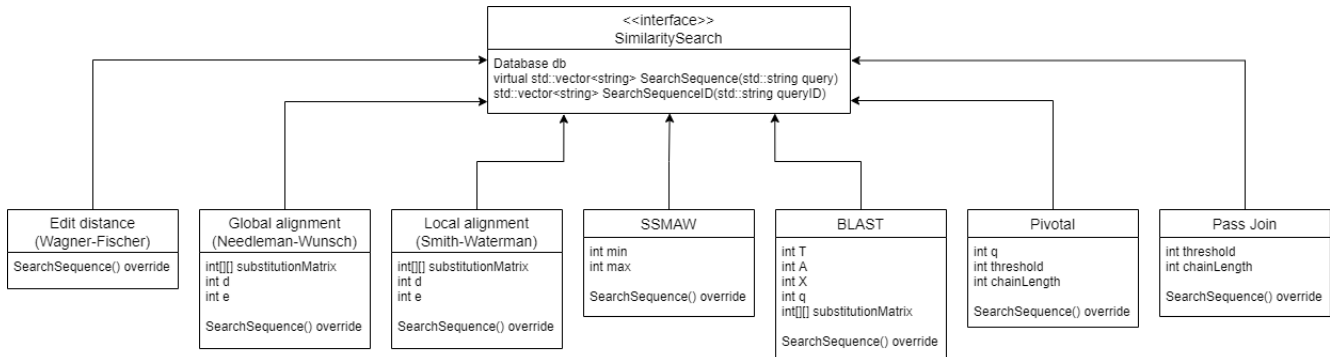 <<interface>>
SimilaritySearch
Database db
virtual std::vector<string> SearchSequence(std::string query)
std::vector<string> SearchSequenceID(std::string queryID)
Edit distance
(Wagner-Fischer)
SearchSequence() override
Global alignment
(Needleman-Wunsch)
int[][] substitutionMatrix
int d
int e
SearchSequence() override
Local alignment
(Smith-Waterman)
int[][] substitutionMatrix
int d
int e
SearchSequence() override
SSMAW
int min
int max
SearchSequence() override
BLAST
int T
int A
int X
int q
int[][] substitutionMatrix
SearchSequence() override
Pivotal
int q
int threshold
int chainLength
SearchSequence() override
Pass Join
int threshold
int chainLength
SearchSequence() override